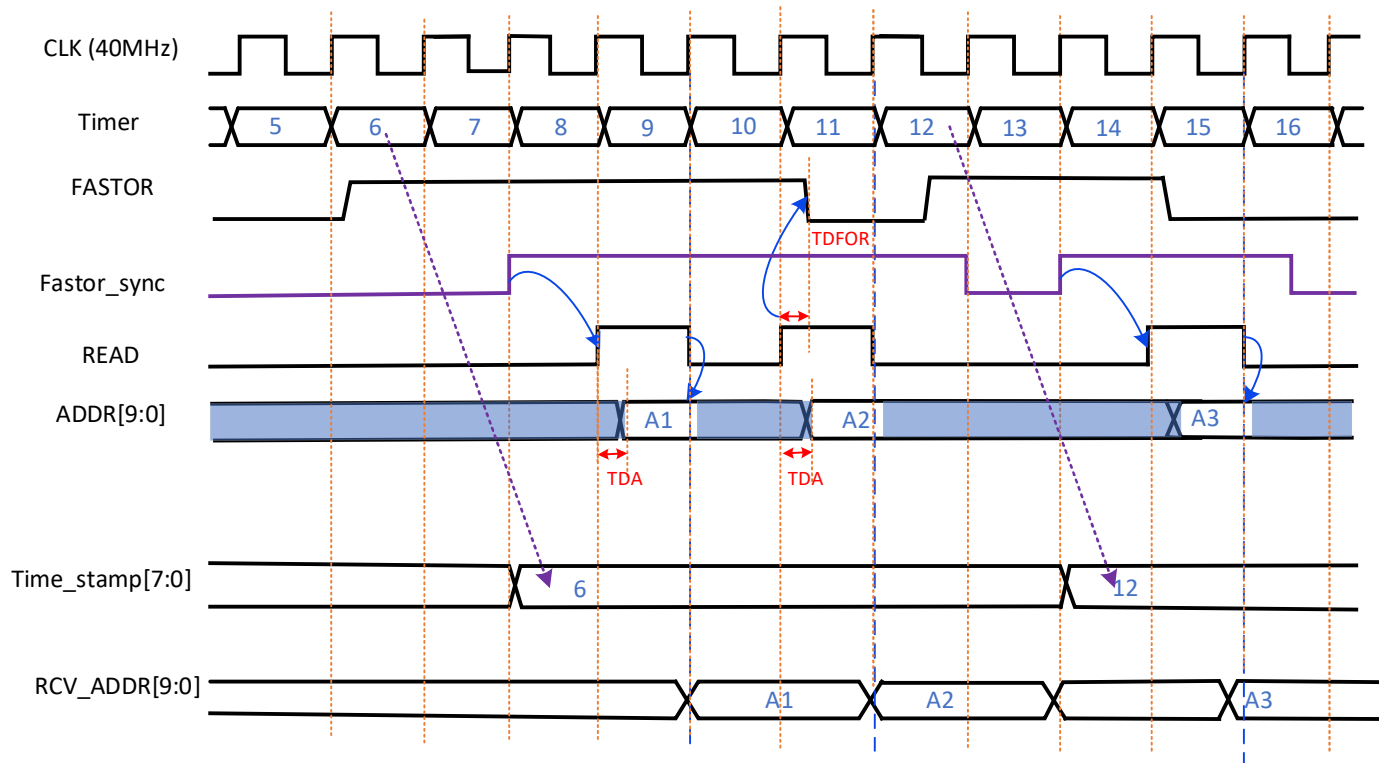 CLK (40MHz)
Timer
5 6 7 8 9 10 11 12 13 14 15 16
FASTOR
TDFOR
Fastor_sync
READ
ADDR[9:0]
A1 A2 A3
TDA TDA
Time_stamp[7:0]
6 12
RCV_ADDR[9:0]
A1 A2 A3